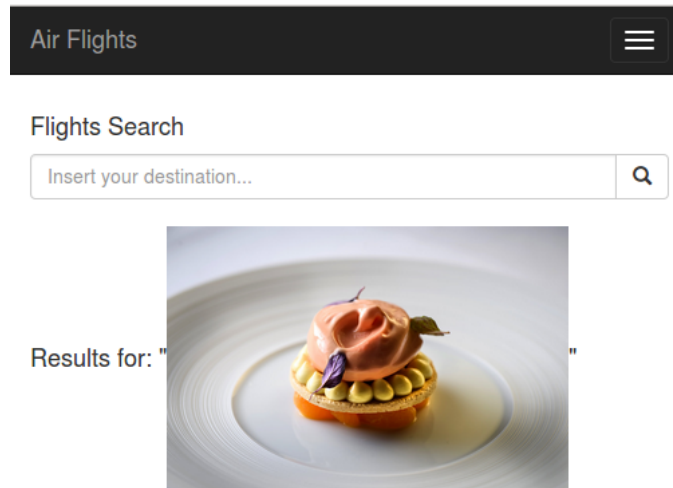 Air Flights
Flights Search
Insert your destination...
Results for: " "